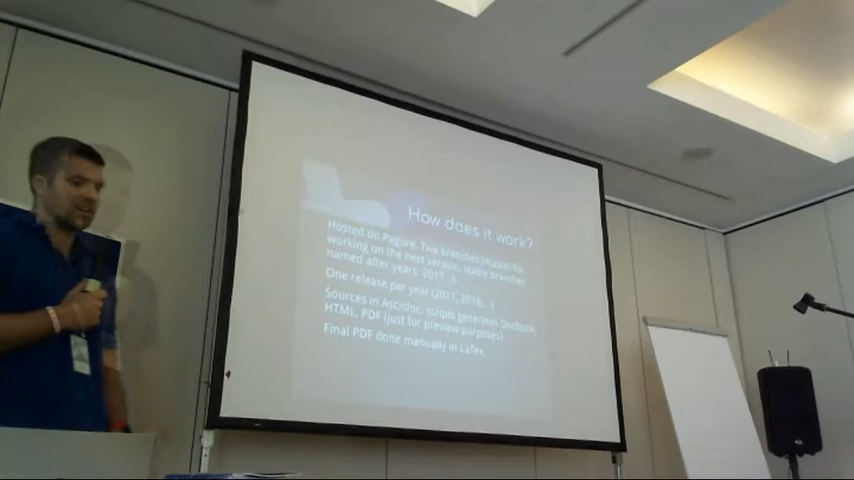 How does it work?
Hosted on Pagure. Two branches (master for
working on the next version, stable branches
named after years: 2017...).
One release per year (2017, 2018,...)
Sources in Asciidoc, scripts generates Docbook,
HTML, PDF (just for preview purposes)
Final PDF done manually in LaTex.